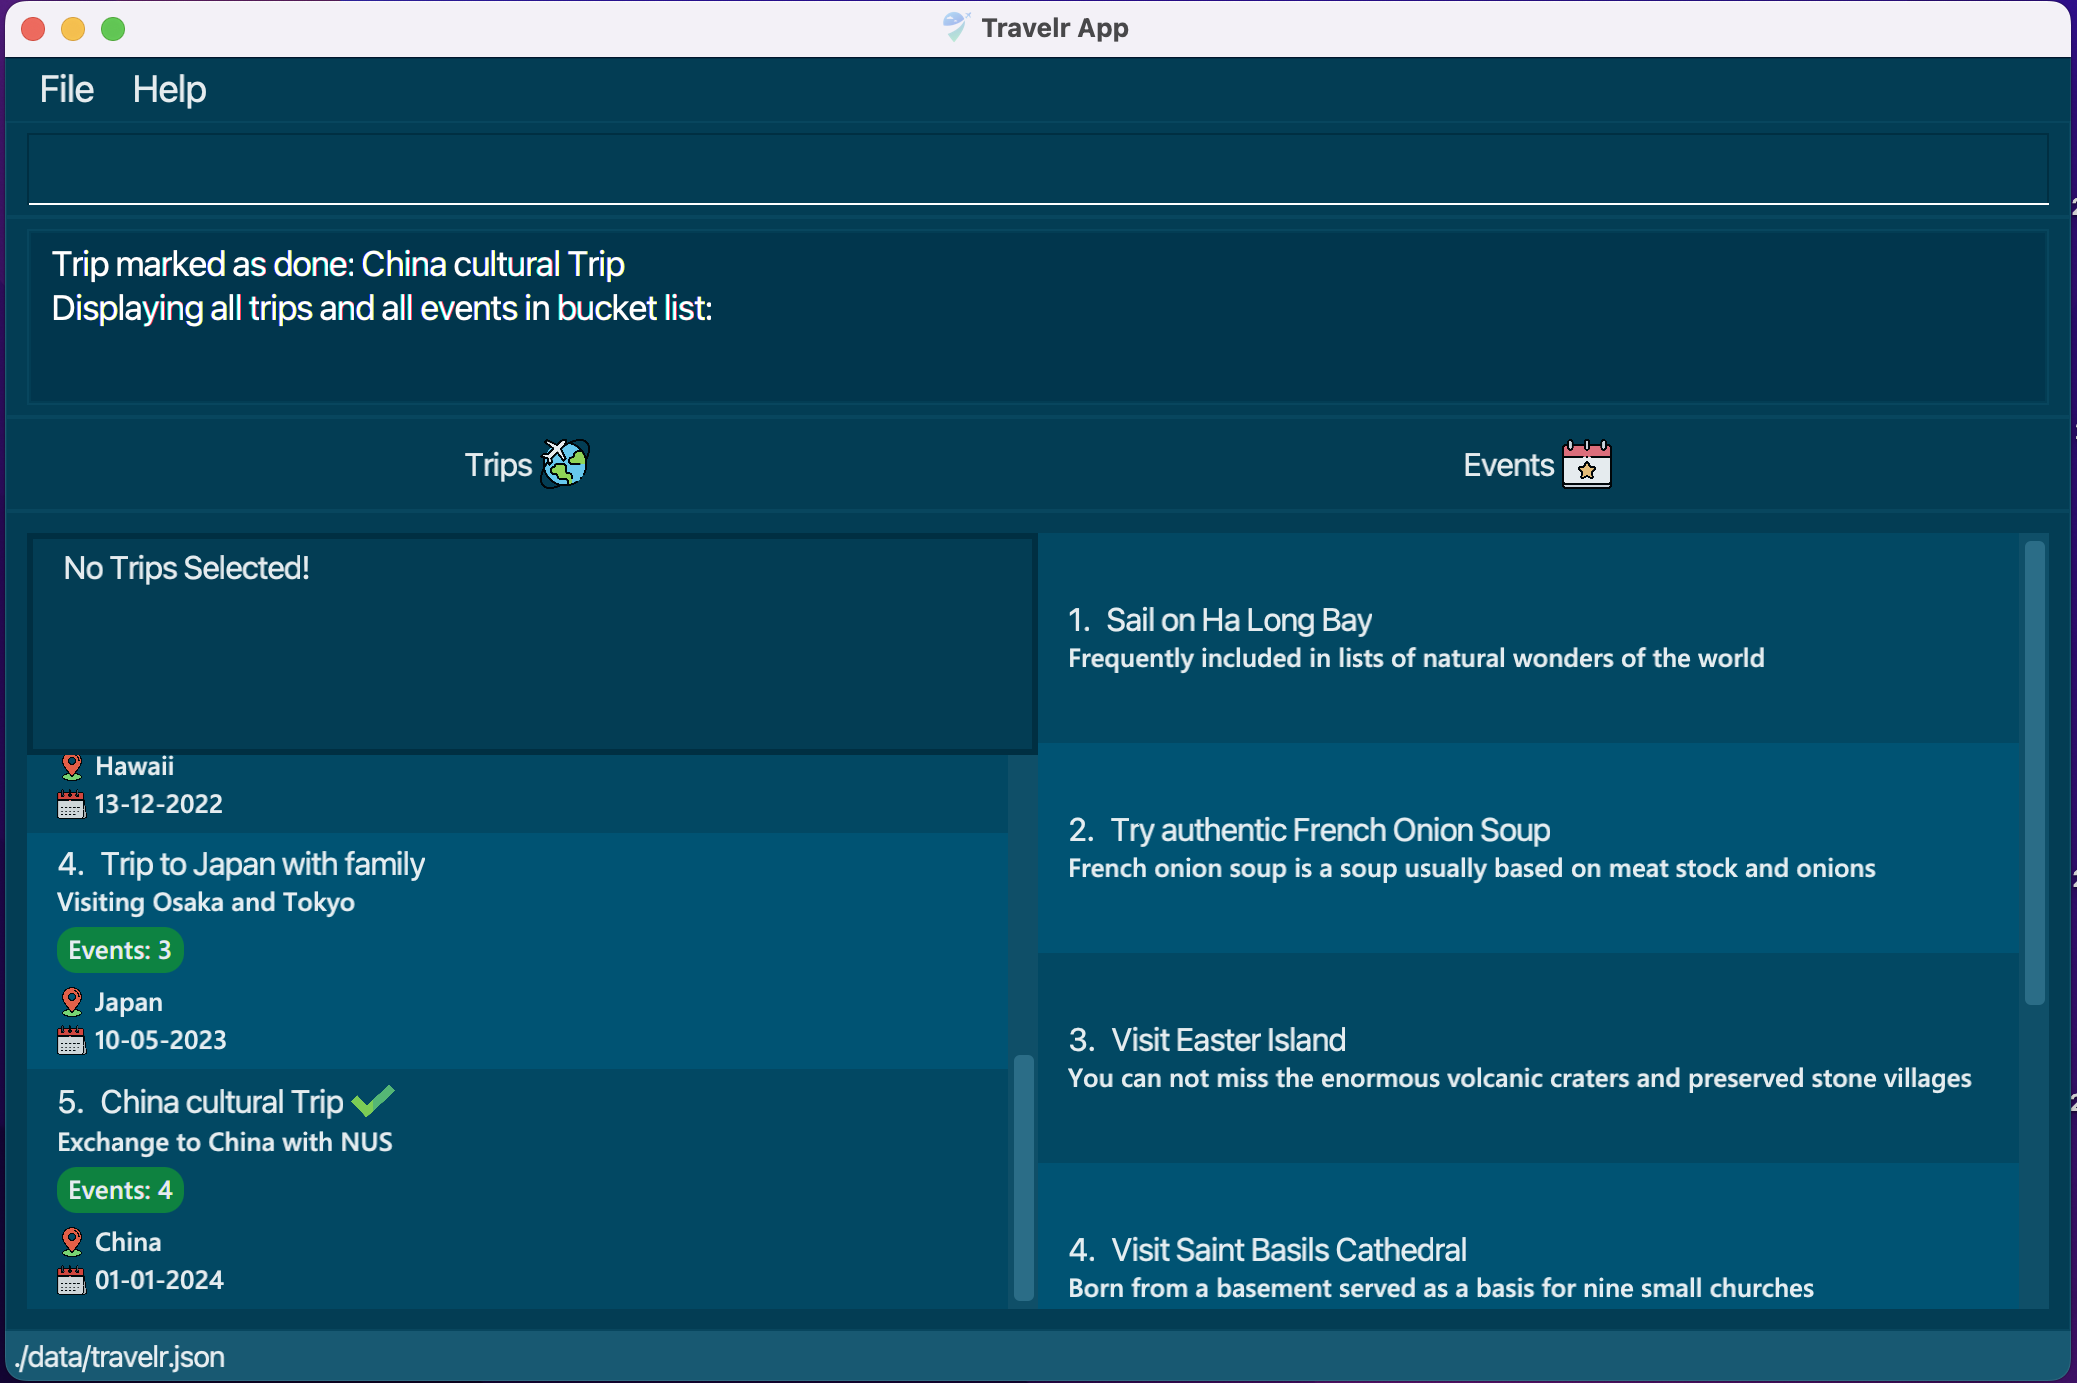 Travelr App
File Help
Trip marked as done: China cultural Trip
Displaying all trips and all events in bucket list:
Trips
Events
No Trips Selected!
Hawaii
13-12-2022
4. Trip to Japan with family
Visiting Osaka and Tokyo
Events: 3
Japan
10-05-2023
5. China cultural Trip
Exchange to China with NUS
Events: 4
China
01-01-2024
1. Sail on Ha Long Bay
Frequently included in lists of natural wonders of the world
2. Try authentic French Onion Soup
French onion soup is a soup usually based on meat stock and onions
3. Visit Easter Island
You can not miss the enormous volcanic craters and preserved stone villages
4. Visit Saint Basils Cathedral
Born from a basement served as a basis for nine small churches
./data/travelr.json